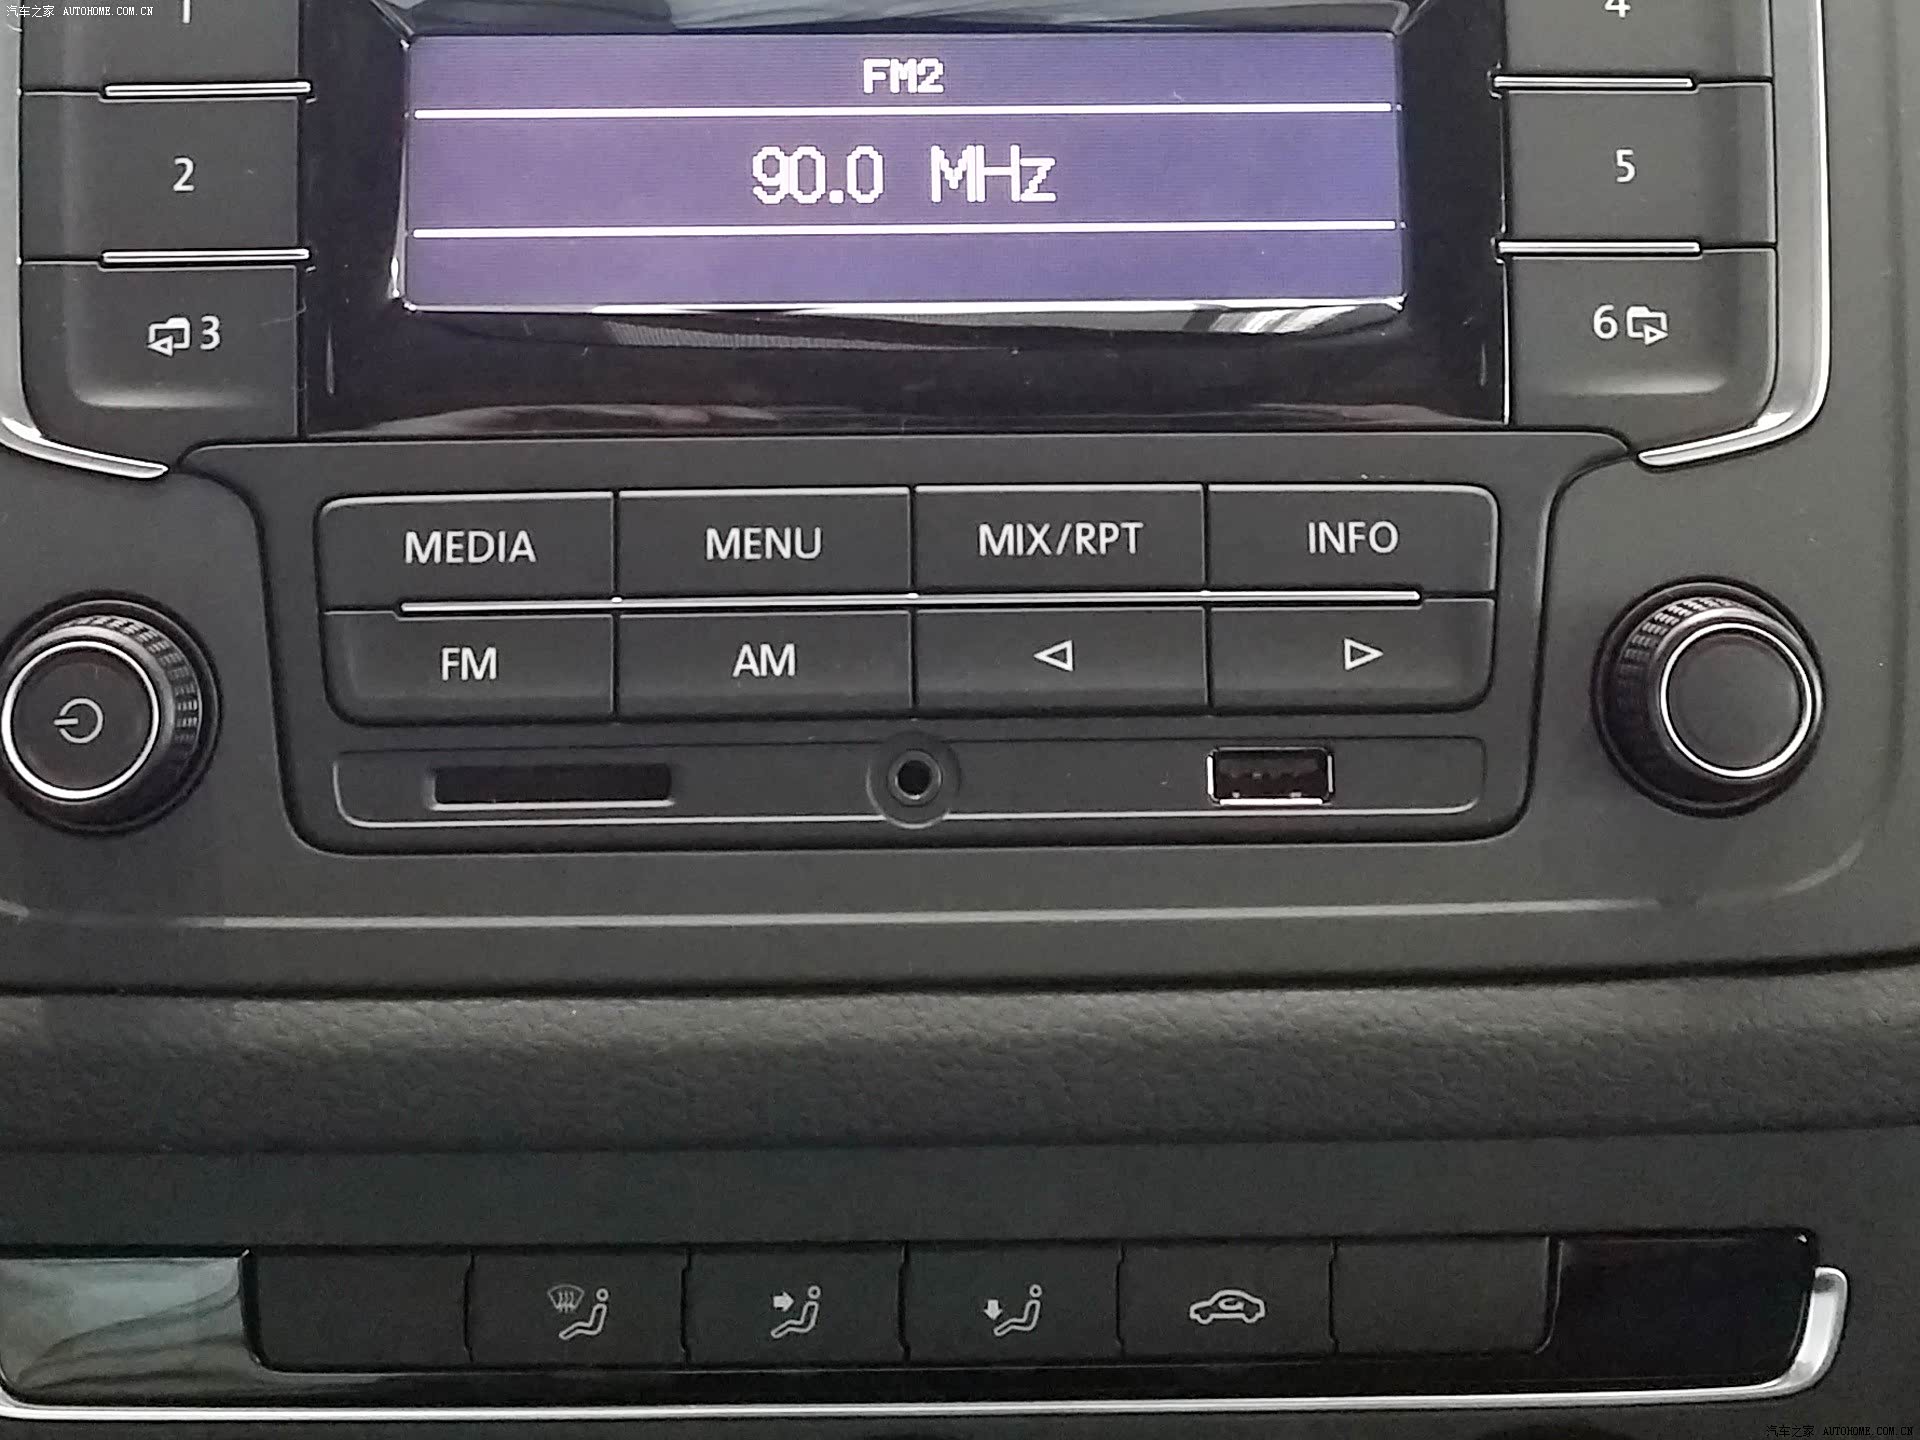 汽车之家 AUTOHOME.COM.CN
1
4
FM2
90.0 MHz
2
5
3
6
MEDIA MENU MIX/RPT INFO
FM AM
汽车之家 AUTOHOME.COM.CN